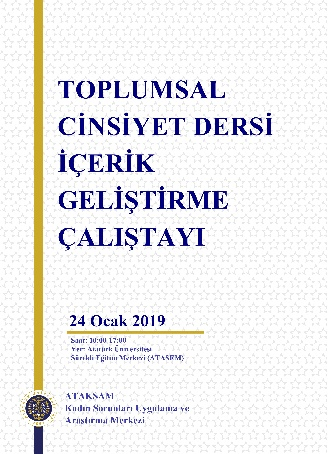 TOPLUMSAL
CİNSİYET DERSİ
İÇERİK
GELİŞTİRME
ÇALIŞTAYI
24 Ocak 2019
Saat: 10:00-17:00
Yer: Atatürk Üniversitesi
Sürekli Eğitim Merkezi (ATASEM)
ATAKSAM
Kadın Sorunları Uygulama ve
Araştırma Merkezi